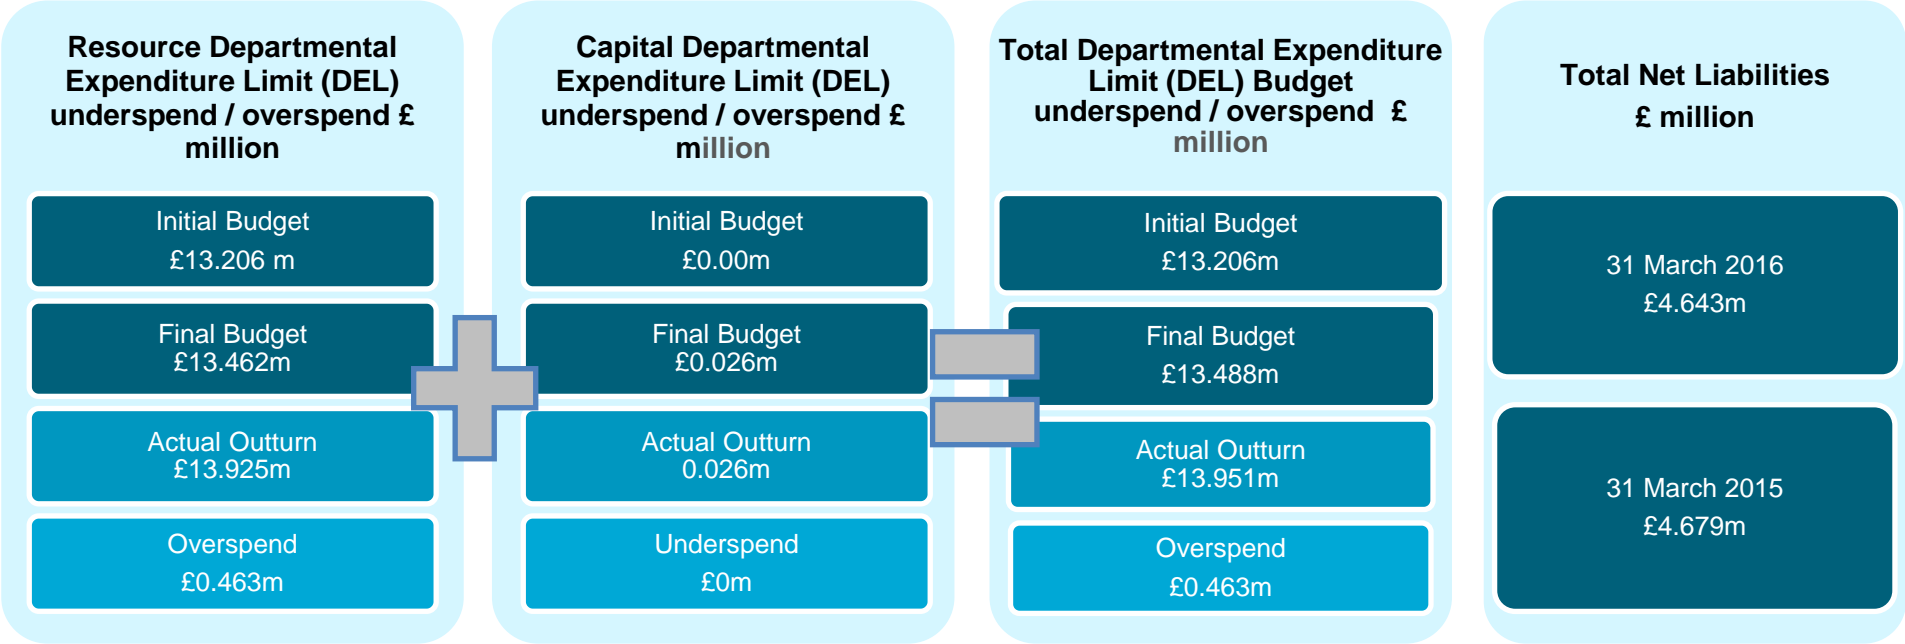 Resource Departmental
Expenditure Limit (DEL)
underspend / overspend £
million
Initial Budget
£13.206 m
Final Budget
£13.462m
Actual Outturn
£13.925m
Overspend
£0.463m
Capital Departmental
Expenditure Limit (DEL)
underspend / overspend £
million
Initial Budget
£0.00m
Final Budget
£0.026m
Actual Outturn
0.026m
Underspend
£0m
Total Departmental Expenditure
Limit (DEL) Budget
underspend / overspend £
million
Initial Budget
£13.206m
Final Budget
£13.488m
Actual Outturn
£13.951m
Overspend
£0.463m
Total Net Liabilities
£ million
31 March 2016
£4.643m
31 March 2015
£4.679m